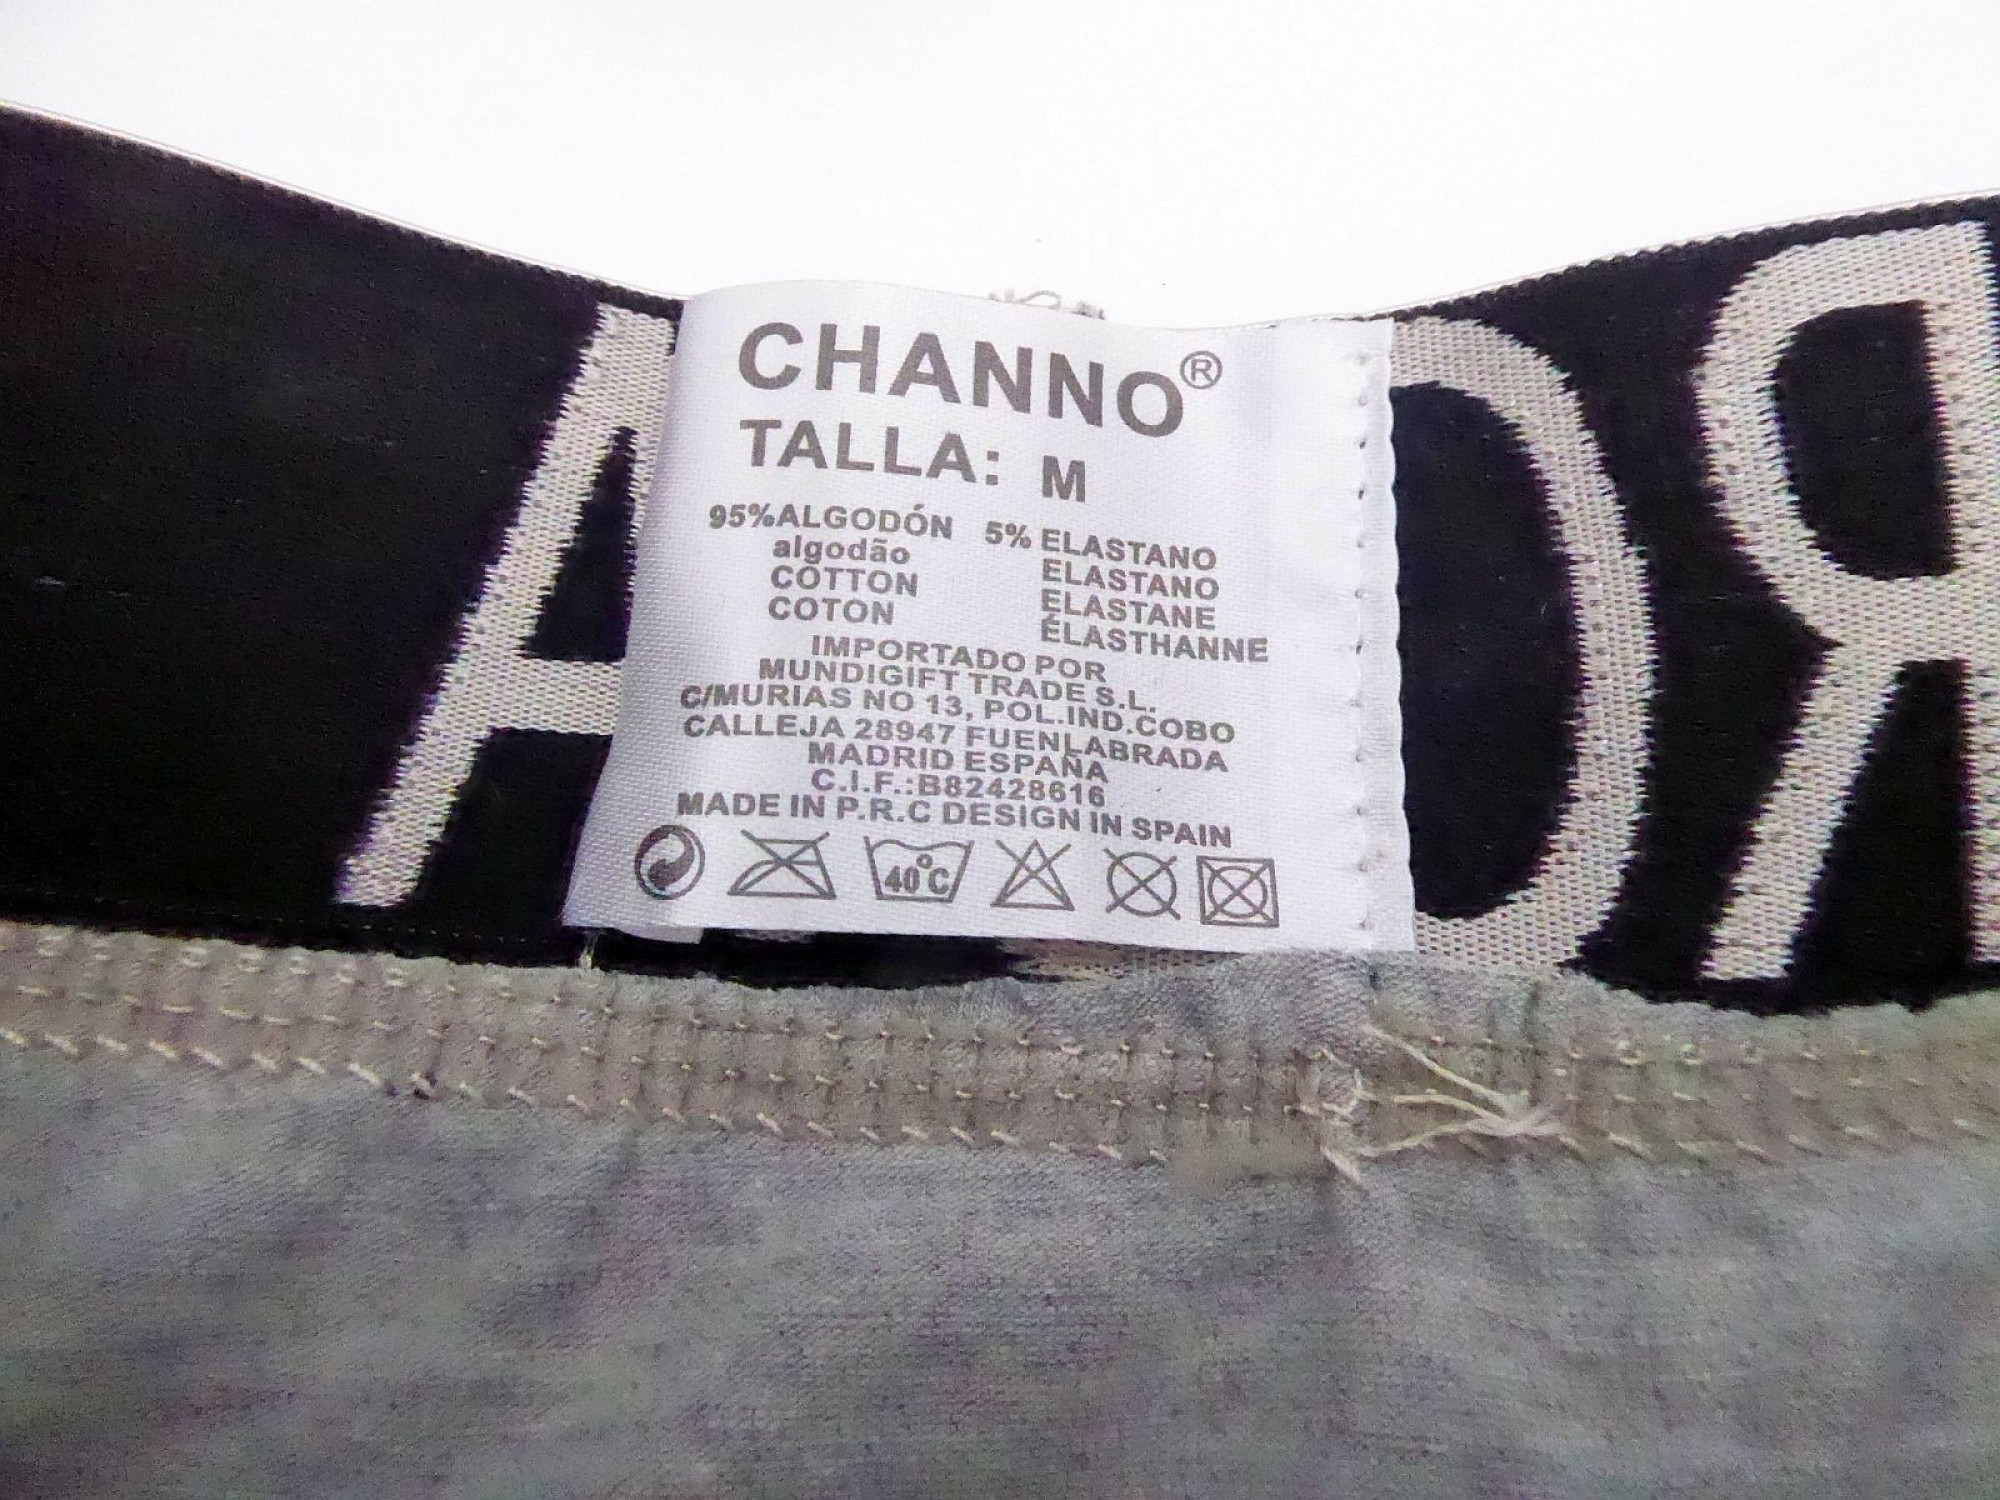 CHANNO®
TALLA: M
95%ALGODÓN 5% ELASTANO
algodão ELASTANO
COTTON ELASTANE
COTON ÉLASTHANNE
IMPORTADO POR
MUNDIGIFT TRADE S.L.
C/MURIAS NO 13, POL.IND.COBO
CALLEJA 28947 FUENLABRADA
MADRID ESPAÑA
C.I.F.:B82428616
MADE IN P.R.C DESIGN IN SPAIN
40°C